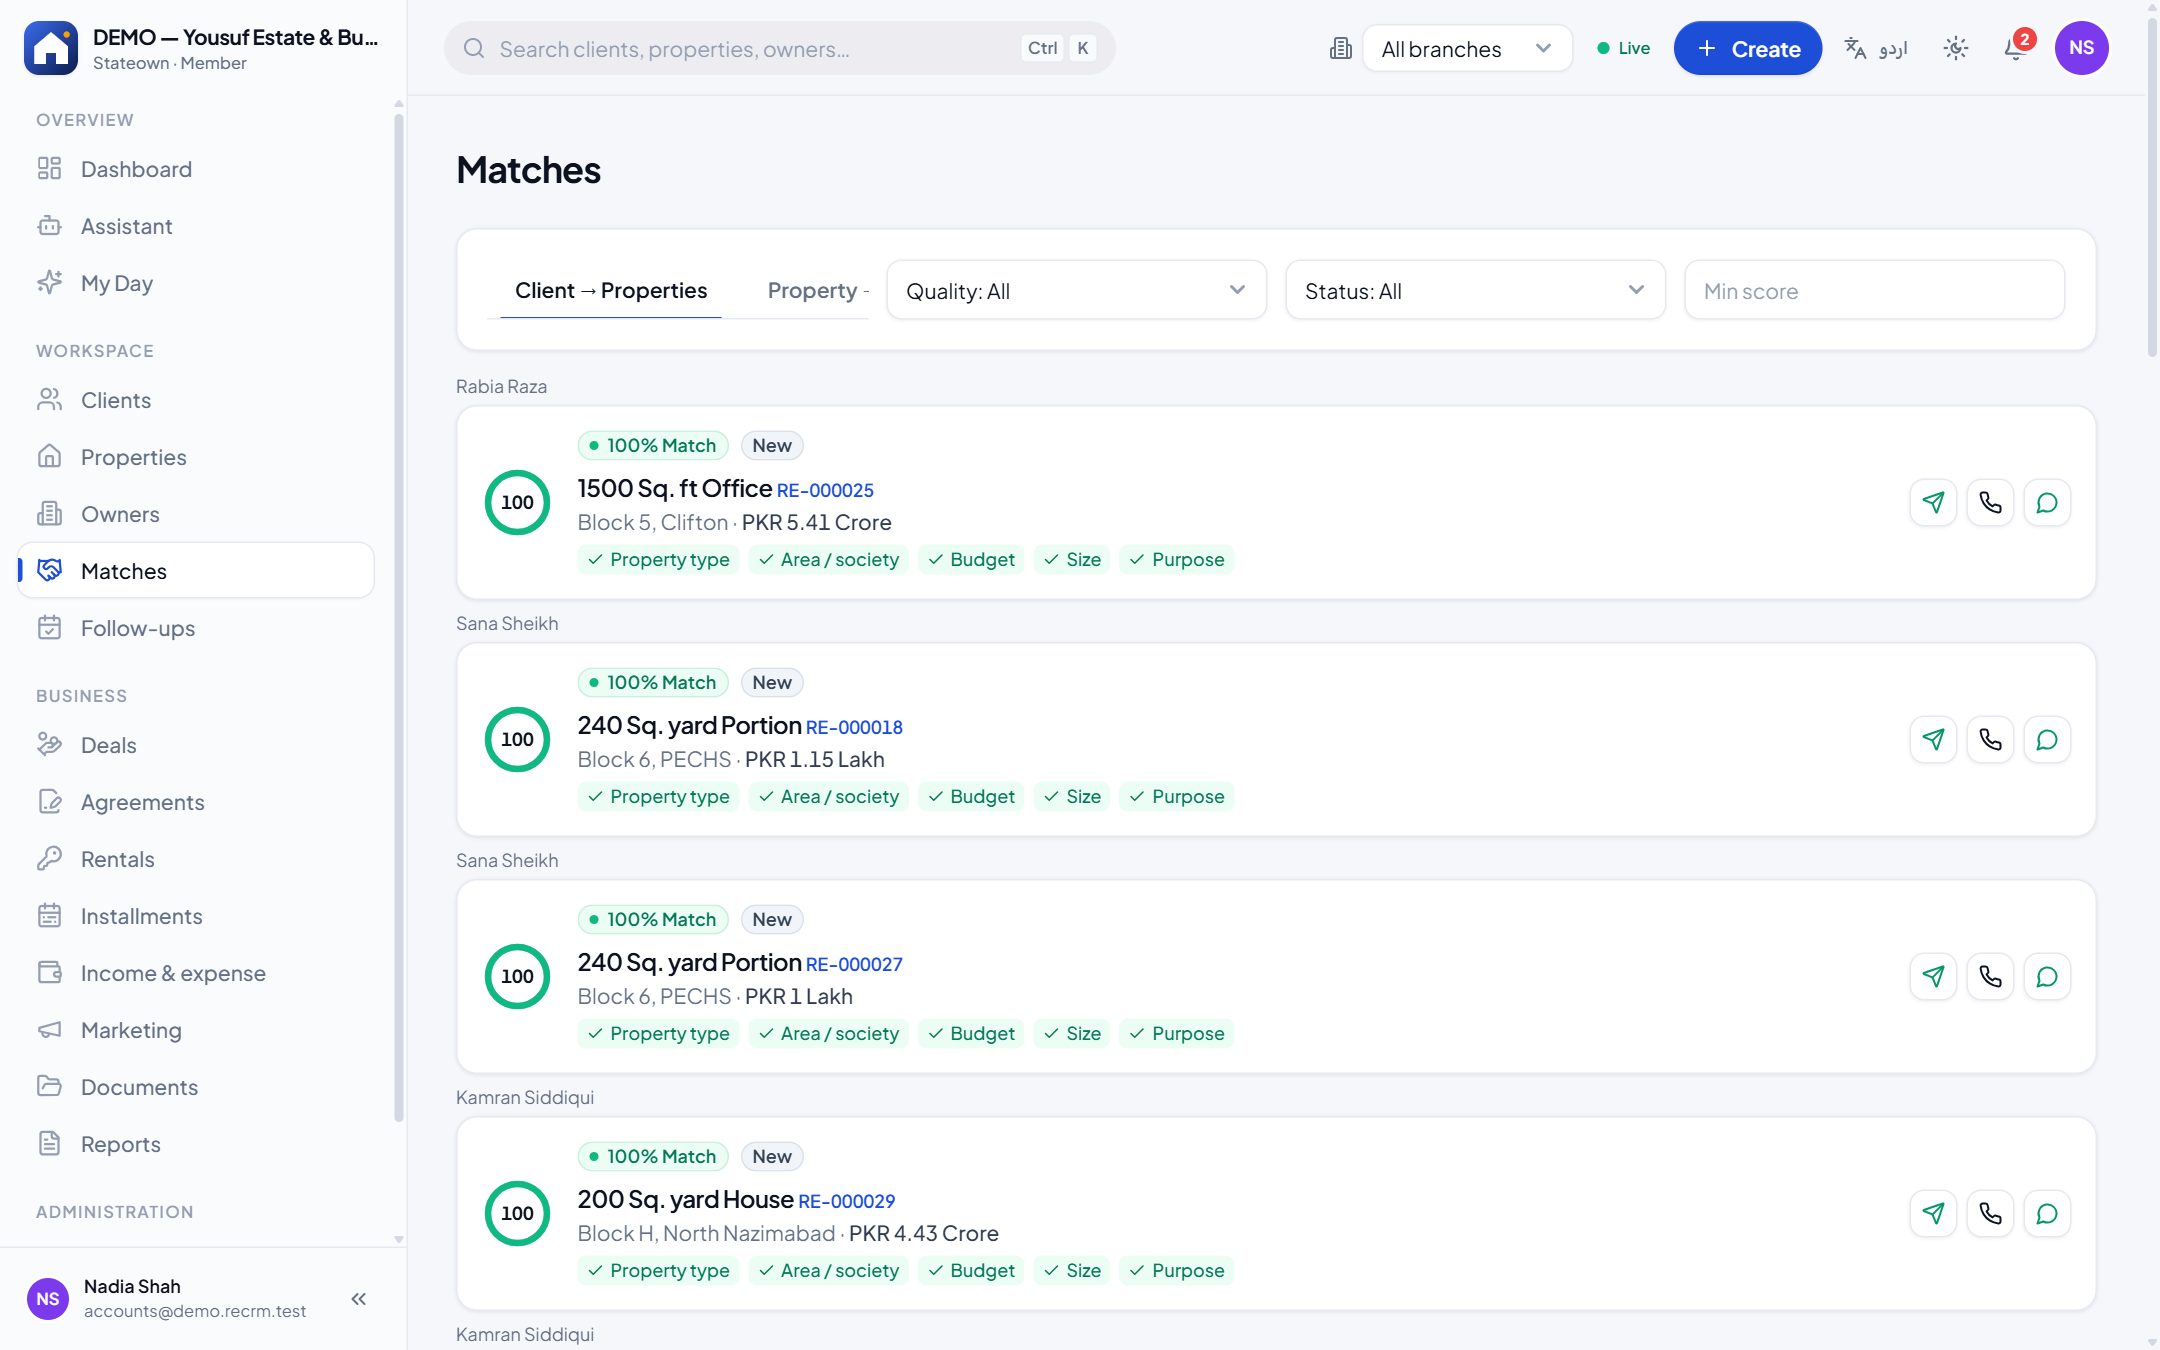 DEMO — Yousuf Estate & Bu...
Stateown · Member
Search clients, properties, owners...
Ctrl K
All branches
Live
+ Create
اردو
2
NS
OVERVIEW
Dashboard
Assistant
My Day
WORKSPACE
Clients
Properties
Owners
Matches
Follow-ups
BUSINESS
Deals
Agreements
Rentals
Installments
Income & expense
Marketing
Documents
Reports
ADMINISTRATION
NS
Nadia Shah
accounts@demo.recrm.test
Matches
Client → Properties
Property -
Quality: All
Status: All
Min score
Rabia Raza
100% Match New
100
1500 Sq. ft Office RE-000025
Block 5, Clifton · PKR 5.41 Crore
Property type Area / society Budget Size Purpose
Sana Sheikh
100% Match New
100
240 Sq. yard Portion RE-000018
Block 6, PECHS · PKR 1.15 Lakh
Property type Area / society Budget Size Purpose
Sana Sheikh
100% Match New
100
240 Sq. yard Portion RE-000027
Block 6, PECHS · PKR 1 Lakh
Property type Area / society Budget Size Purpose
Kamran Siddiqui
100% Match New
100
200 Sq. yard House RE-000029
Block H, North Nazimabad · PKR 4.43 Crore
Property type Area / society Budget Size Purpose
Kamran Siddiqui